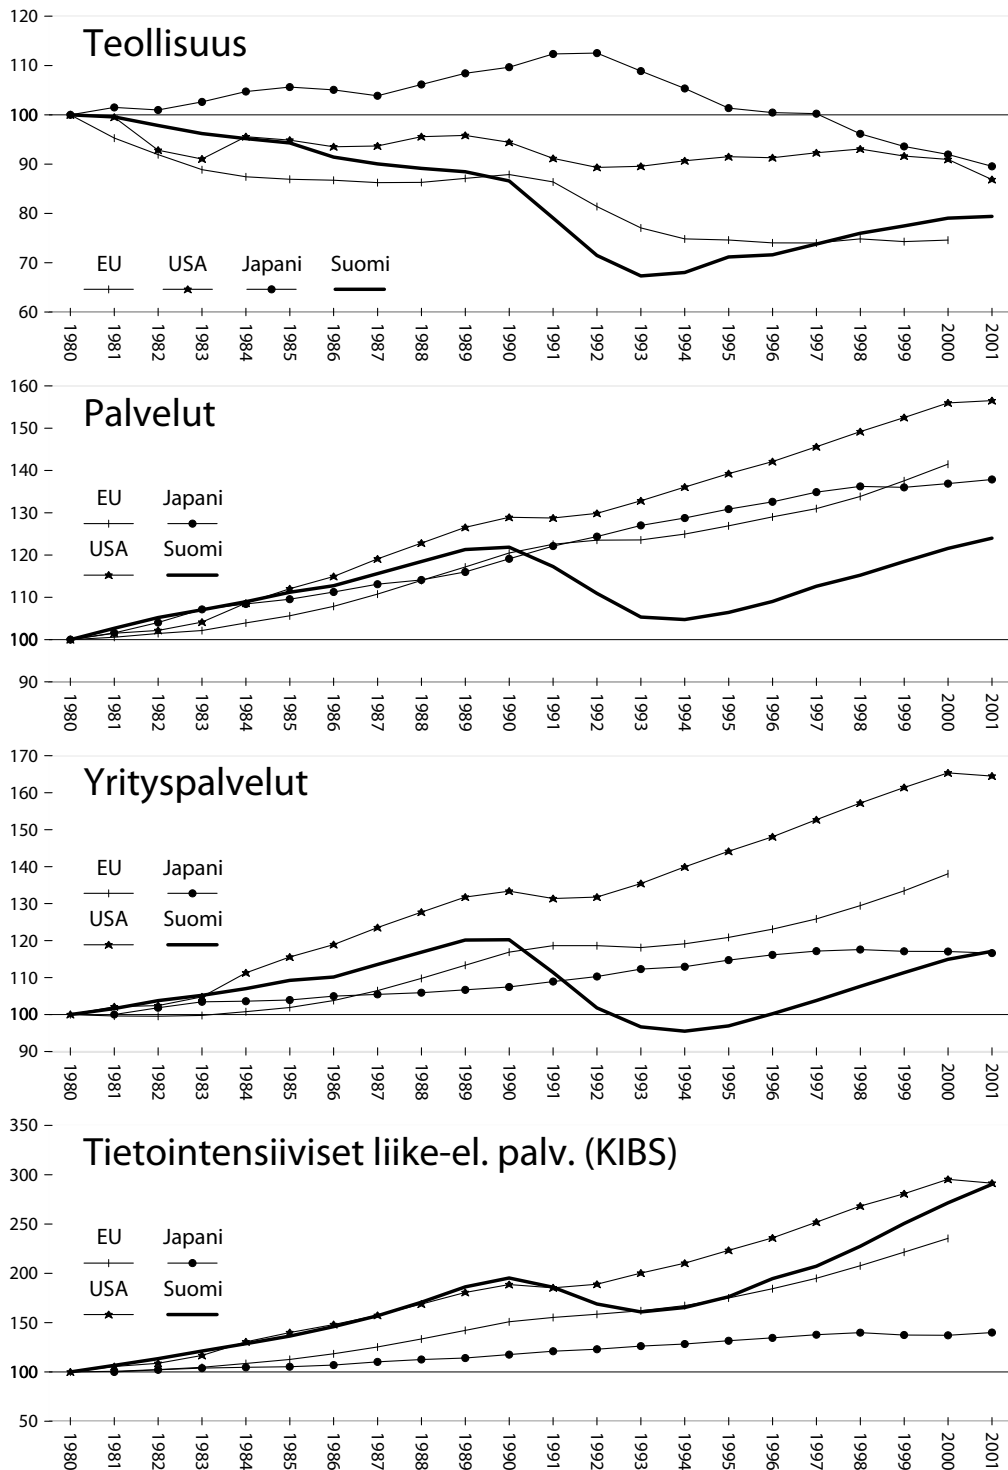 120
Teollisuus
110
100
90
80
70
EU USA Japani Suomi
60
1980 1981 1982 1983 1984 1985 1986 1987 1988 1989 1990 1991 1992 1993 1994 1995 1996 1997 1998 1999 2000 2001
160
Palvelut
150
140
EU Japani
130
USA Suomi
120
110
100
90
1980 1981 1982 1983 1984 1985 1986 1987 1988 1989 1990 1991 1992 1993 1994 1995 1996 1997 1998 1999 2000 2001
170
Yrityspalvelut
160
150
140
EU Japani
130
USA Suomi
120
110
100
90
1980 1981 1982 1983 1984 1985 1986 1987 1988 1989 1990 1991 1992 1993 1994 1995 1996 1997 1998 1999 2000 2001
350
Tietointensiiviset liike-el. palv. (KIBS)
300
250
EU Japani
200
USA Suomi
150
100
50
1980 1981 1982 1983 1984 1985 1986 1987 1988 1989 1990 1991 1992 1993 1994 1995 1996 1997 1998 1999 2000 2001